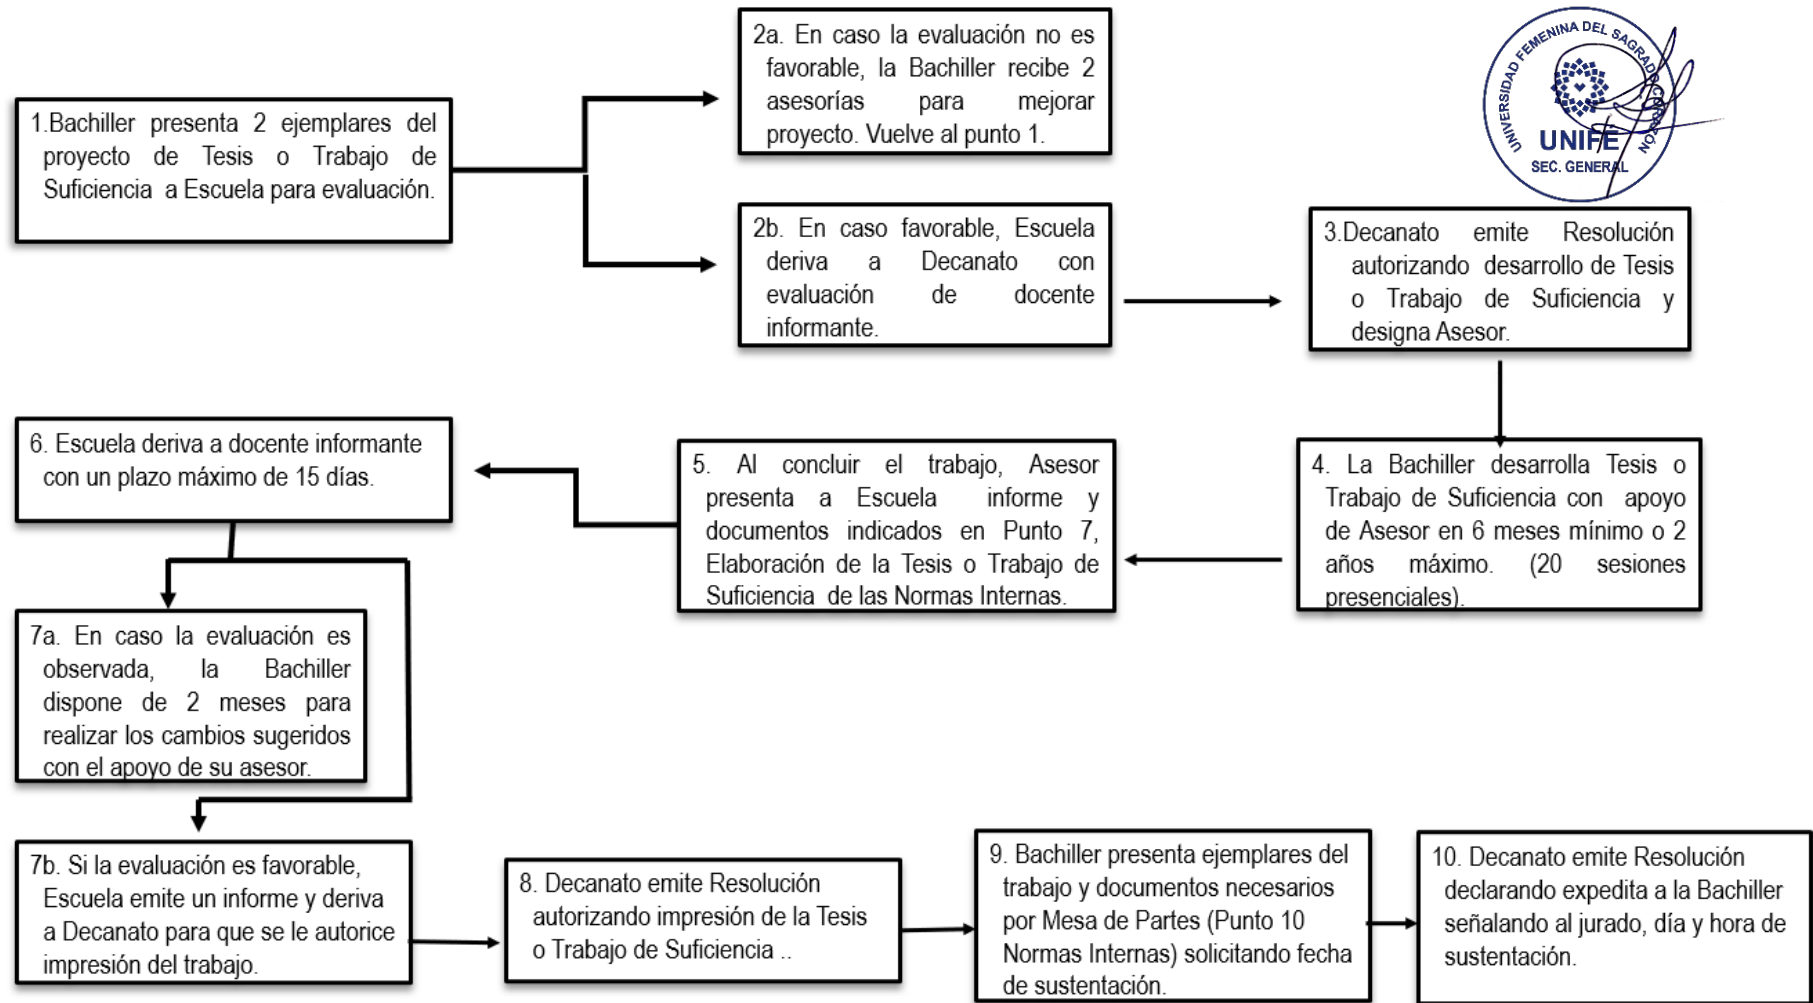 1.Bachiller presenta 2 ejemplares del
proyecto de Tesis o Trabajo de
Suficiencia a Escuela para evaluación.
2a. En caso la evaluación no es
favorable, la Bachiller recibe 2
asesorías para mejorar
proyecto. Vuelve al punto 1.
UNIVERSIDAD FEMENINA DEL SAGRADO CORAZÓN
UNIFÉ
SEC. GENERAL
2b. En caso favorable, Escuela
deriva a Decanato con
evaluación de docente
informante.
3.Decanato emite Resolución
autorizando desarrollo de Tesis
o Trabajo de Suficiencia y
designa Asesor.
4. La Bachiller desarrolla Tesis o
Trabajo de Suficiencia con apoyo
de Asesor en 6 meses mínimo o 2
años máximo. (20 sesiones
presenciales).
5. Al concluir el trabajo, Asesor
presenta a Escuela informe y
documentos indicados en Punto 7,
Elaboración de la Tesis o Trabajo de
Suficiencia de las Normas Internas.
6. Escuela deriva a docente informante
con un plazo máximo de 15 días.
7a. En caso la evaluación es
observada, la Bachiller
dispone de 2 meses para
realizar los cambios sugeridos
con el apoyo de su asesor.
7b. Si la evaluación es favorable,
Escuela emite un informe y deriva
a Decanato para que se le autorice
impresión del trabajo.
8. Decanato emite Resolución
autorizando impresión de la Tesis
o Trabajo de Suficiencia ..
9. Bachiller presenta ejemplares del
trabajo y documentos necesarios
por Mesa de Partes (Punto 10
Normas Internas) solicitando fecha
de sustentación.
10. Decanato emite Resolución
declarando expedita a la Bachiller
señalando al jurado, día y hora de
sustentación.